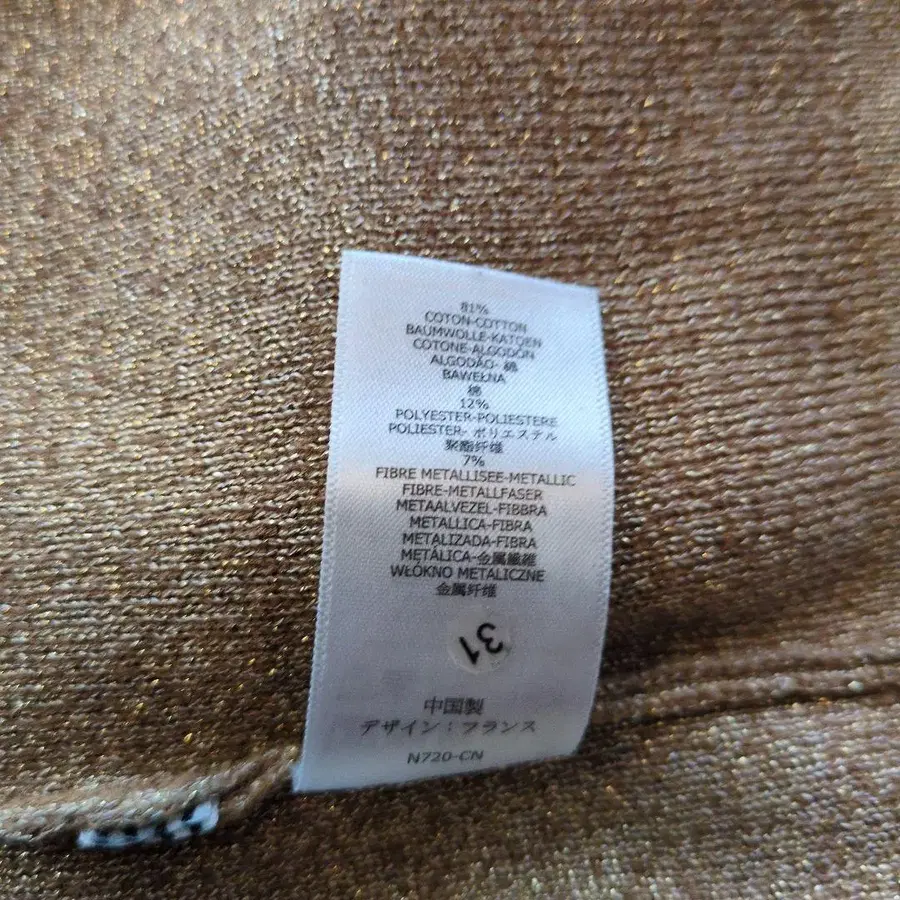 81%
COTON-COTTON
BAUMWOLLE-KATOEN
COTONE-ALGODÓN
ALGODÃO- 綿
BAWEŁNA
棉
12%
POLYESTER-POLIESTERE
POLIESTER- ポリエステル
聚酯纤维
7%
FIBRE METALLISEE-METALLIC
FIBRE-METALLFASER
METAALVEZEL-FIBBRA
METALLICA-FIBRA
METALIZADA-FIBRA
METÁLICA-金属繊維
WŁÓKNO METALICZNE
金属纤维
31
中国製
デザイン：フランス
N720-CN